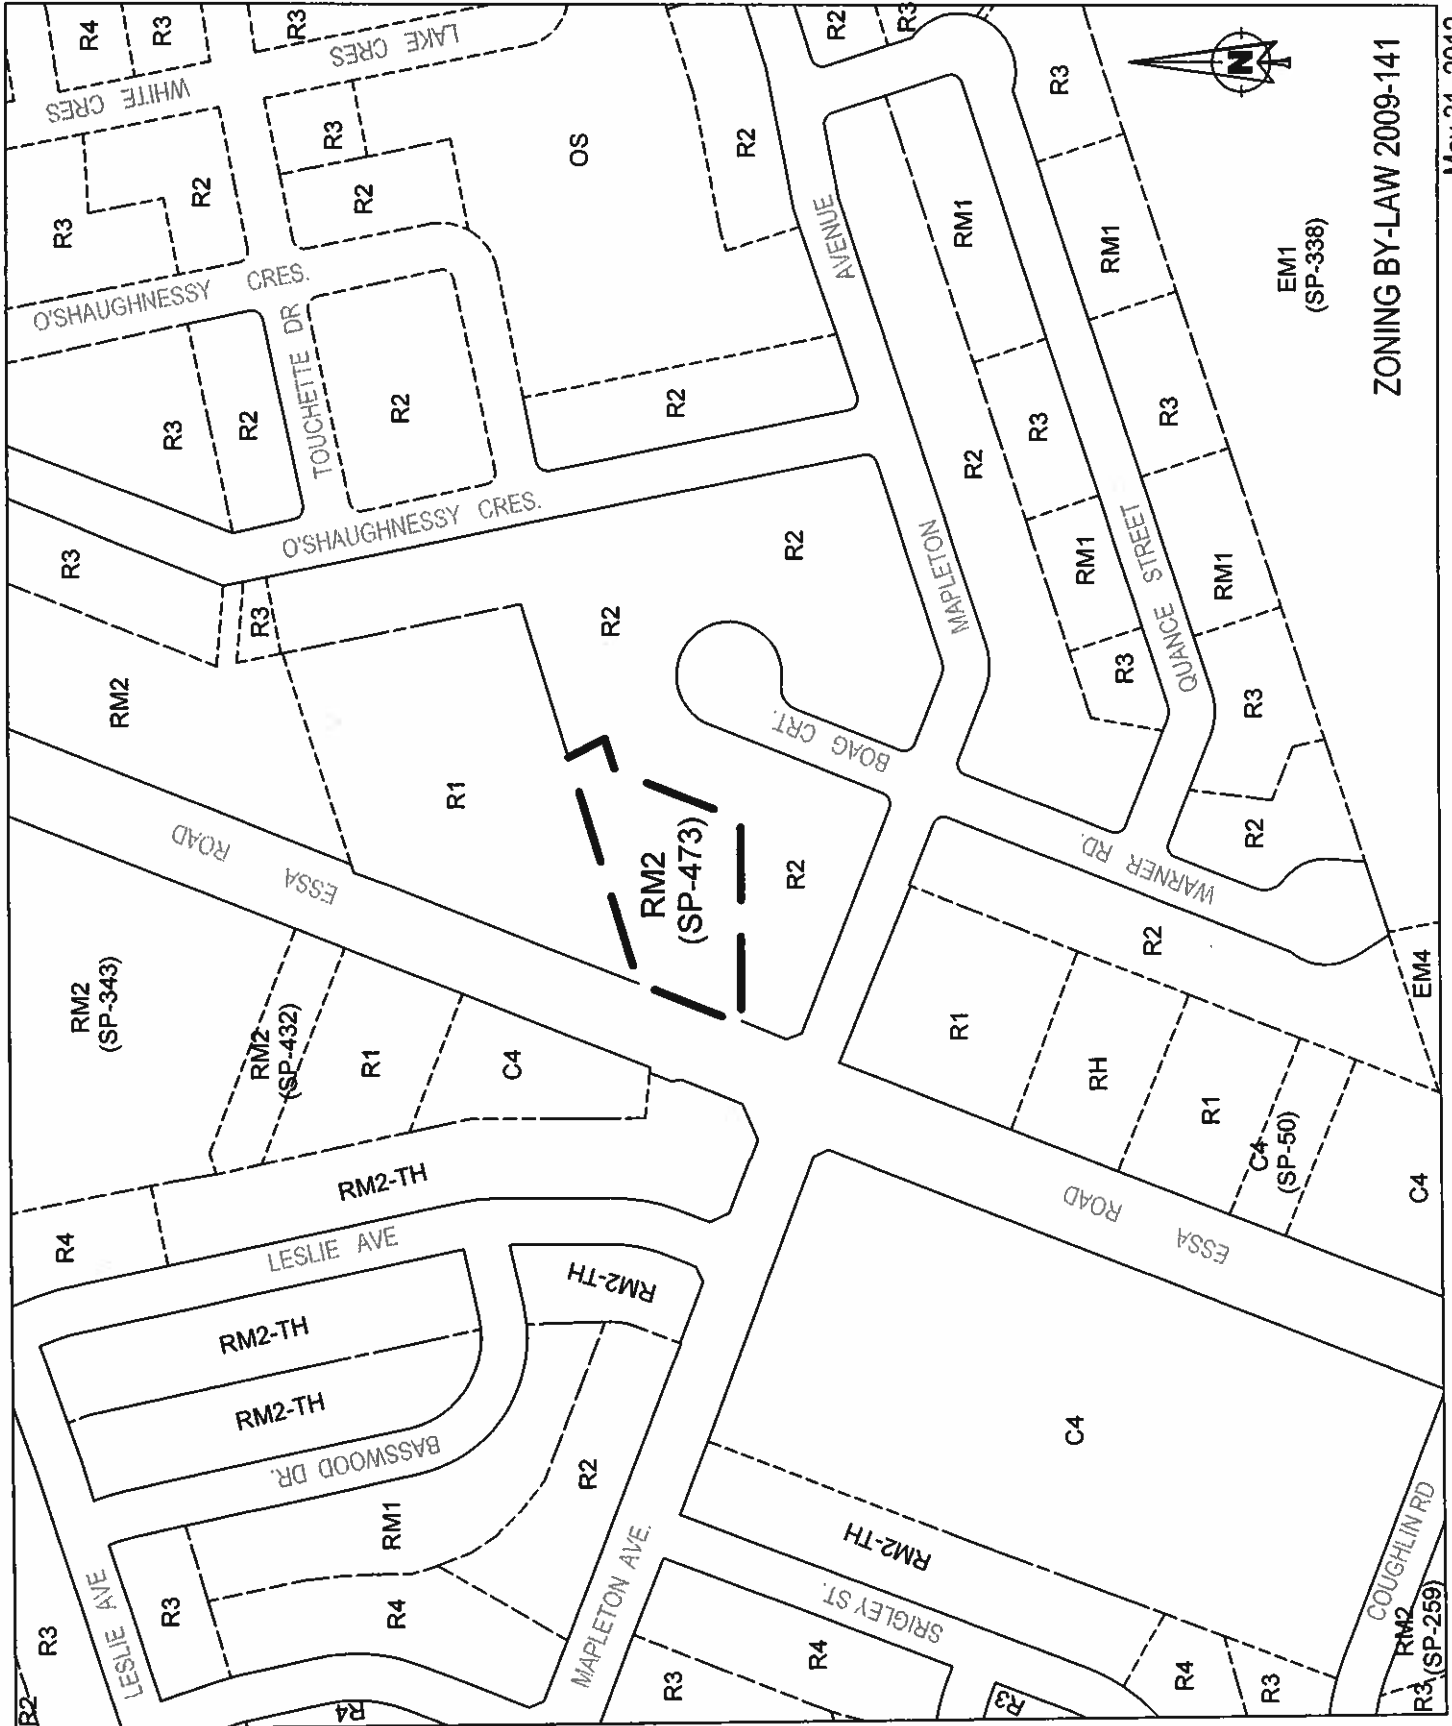 R4
R3
R3
LAKE CRES
WHITE CRES
R2
R3
R3
R2
R3
R2
OS
R2
R3
N
O'SHAUGHNESSY CRES.
TOUCHETTE DR
R3
R2
R2
R2
AVENUE
RM1
RM1
EM1
(SP-338)
ZONING BY-LAW 2009-141
R3
R3
RM2
O'SHAUGHNESSY CRES.
R2
R2
MAPLETON
R2
R3
R3
RM1
RM1
QUANCE STREET
R3
R3
R2
R1
ESSA ROAD
BOAG CRT.
RM2
(SP-473)
R2
WARNER RD.
R2
EM4
RM2
(SP-343)
RM2
(SP-432)
R1
C4
R1
RH
R1
C4
(SP-50)
C4
ESSA ROAD
R4
RM2-TH
LESLIE AVE
RM2-TH
RM2-TH
RM2-TH
BASSWOOD DR.
RM1
R2
C4
R3
LESLIE AVE
R3
R4
MAPLETON AVE.
RM2-TH
SRIGLEY ST.
R4
R3
R4
R3
R3
COUGHLIN RD
RM2
(SP-259)
R3
R2
R4